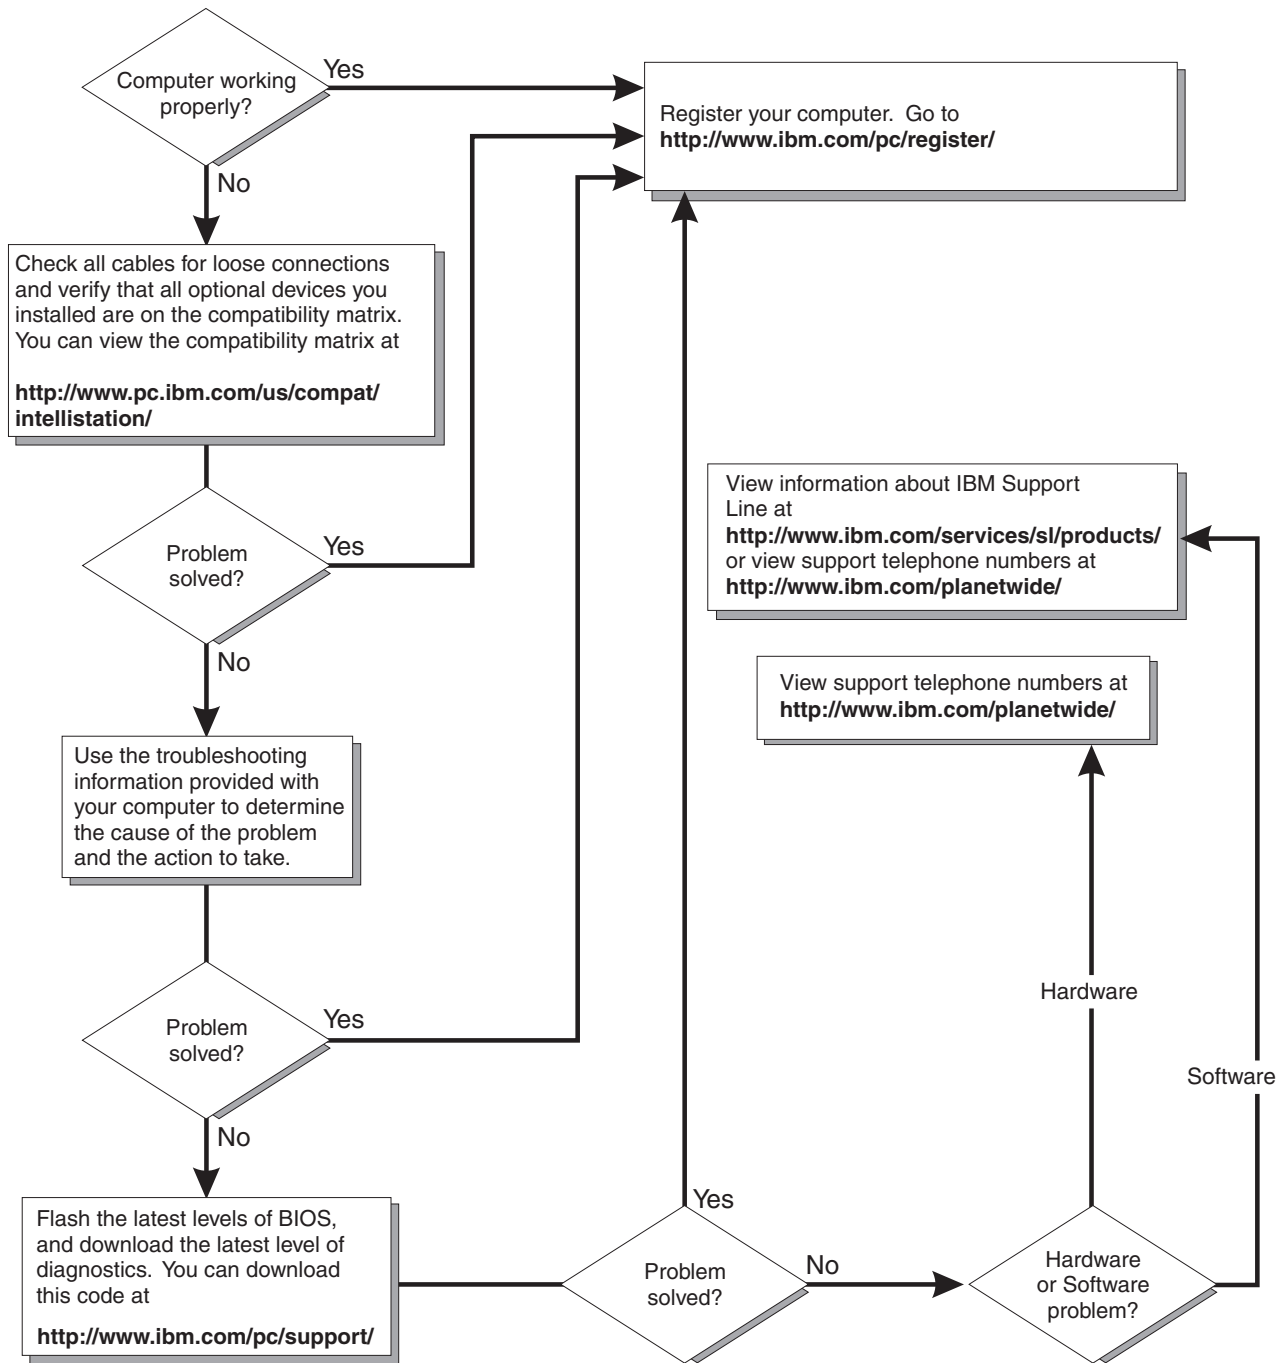 Computer working
properly?
Yes
No
Register your computer. Go to
http://www.ibm.com/pc/register/
Check all cables for loose connections
and verify that all optional devices you
installed are on the compatibility matrix.
You can view the compatibility matrix at
http://www.pc.ibm.com/us/compat/
intellistation/
Problem
solved?
Yes
No
View information about IBM Support
Line at
http://www.ibm.com/services/sl/products/
or view support telephone numbers at
http://www.ibm.com/planetwide/
View support telephone numbers at
http://www.ibm.com/planetwide/
Use the troubleshooting
information provided with
your computer to determine
the cause of the problem
and the action to take.
Problem
solved?
Yes
No
Hardware
Software
Flash the latest levels of BIOS,
and download the latest level of
diagnostics. You can download
this code at
http://www.ibm.com/pc/support/
Problem
solved?
Yes
No
Hardware
or Software
problem?